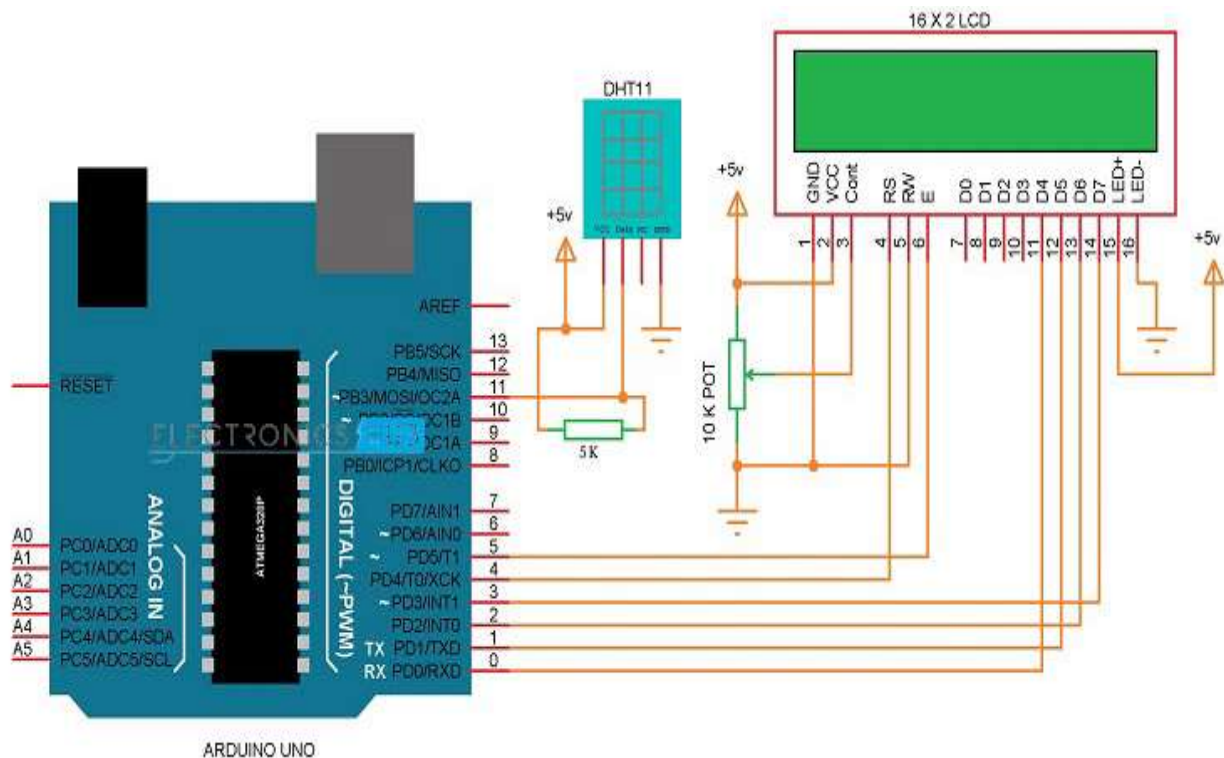 16 X 2 LCD
DHT11
+5v
+5v
+5v
GND
VCC
Cont
RS
RW
E
D0
D1
D2
D3
D4
D5
D6
D7
LED+
LED-
1
2
3
4
5
6
7
8
9
10
11
12
13
14
15
16
VCC
10 K POT
5K
AREF
PB5/SCK 13
PB4/MISO 12
~PB3/MOSI/OC2A 11
~ 10
9
PB0/ICP1/CLKO 8
PD7/AIN1 7
~PD6/AIN0 6
~ PD5/T1 5
PD4/T0/XCK 4
~PD3/INT1 3
PD2/INT0 2
TX PD1/TXD 1
RX PD0/RXD 0
RESET
ELECTRONICS
ATMEGA328P
DIGITAL (~PWM)
ANALOG IN
A0 PC0/ADC0
A1 PC1/ADC1
A2 PC2/ADC2
A3 PC3/ADC3
A4 PC4/ADC4/SDA
A5 PC5/ADC5/SCL
ARDUINO UNO